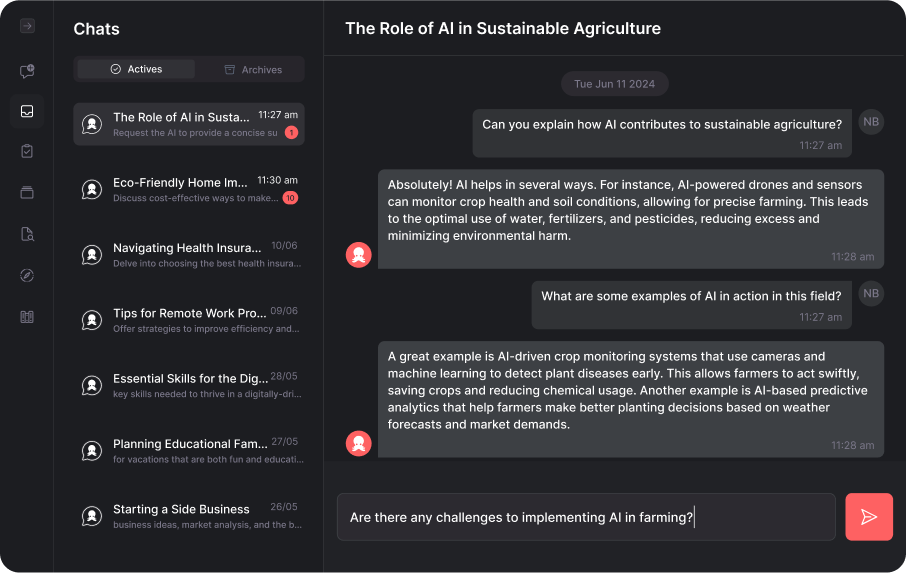 Chats
Actives
Archives
The Role of AI in Susta... 11:27 am
Request the AI to provide a concise su 1
Eco-Friendly Home Im... 11:30 am
Discuss cost-effective ways to make... 10
Navigating Health Insura... 10/06
Delve into choosing the best health insura...
Tips for Remote Work Pro... 09/06
Offer strategies to improve efficiency and...
Essential Skills for the Dig... 28/05
key skills needed to thrive in a digitally-dri...
Planning Educational Fam... 27/05
for vacations that are both fun and educati...
Starting a Side Business 26/05
business ideas, market analysis, and the b...
The Role of AI in Sustainable Agriculture
Tue Jun 11 2024
Can you explain how AI contributes to sustainable agriculture?
11:27 am
NB
Absolutely! AI helps in several ways. For instance, AI-powered drones and sensors
can monitor crop health and soil conditions, allowing for precise farming. This leads
to the optimal use of water, fertilizers, and pesticides, reducing excess and
minimizing environmental harm.
11:28 am
What are some examples of AI in action in this field?
11:27 am
NB
A great example is AI-driven crop monitoring systems that use cameras and
machine learning to detect plant diseases early. This allows farmers to act swiftly,
saving crops and reducing chemical usage. Another example is AI-based predictive
analytics that help farmers make better planting decisions based on weather
forecasts and market demands.
11:28 am
Are there any challenges to implementing AI in farming?